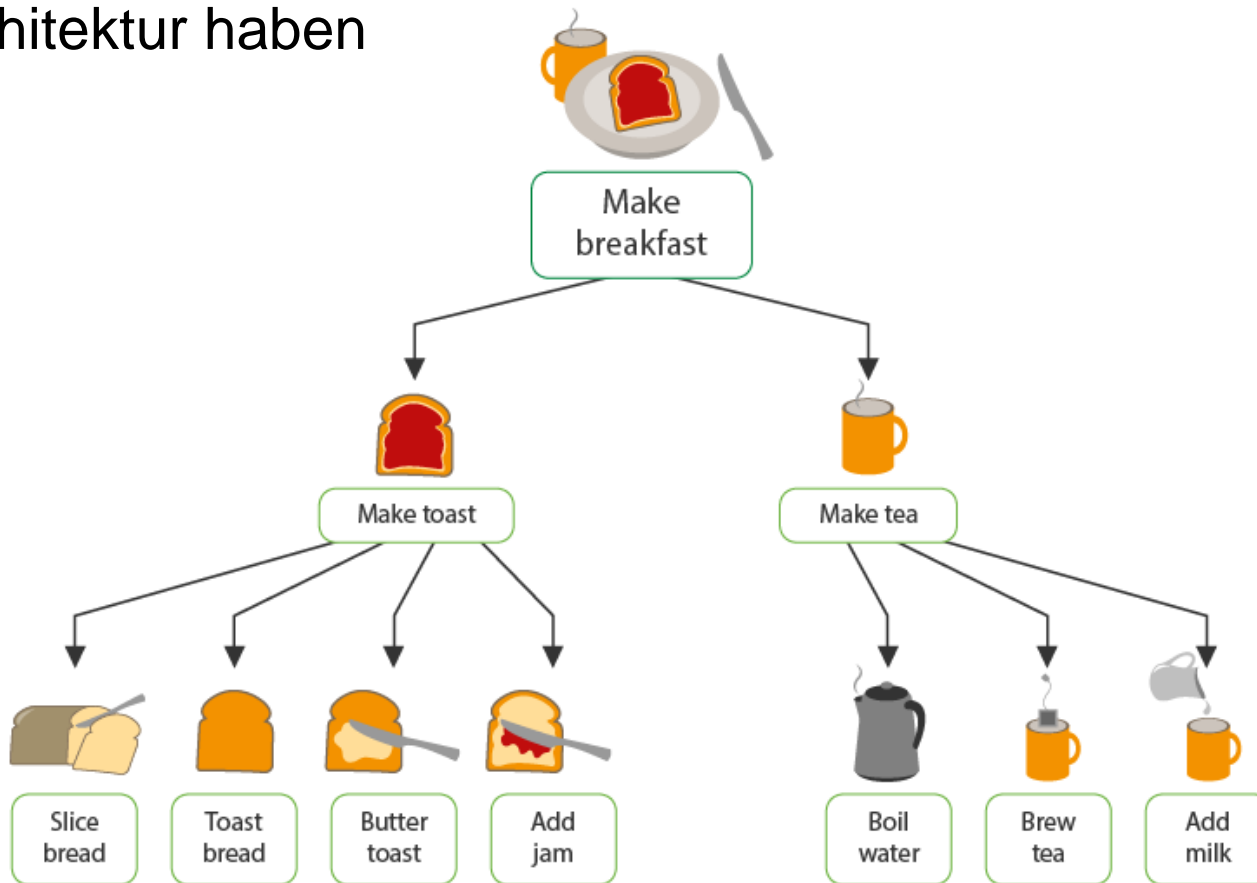 hitektur haben
Make
breakfast
Make toast
Make tea
Slice
bread
Toast
bread
Butter
toast
Add
jam
Boil
water
Brew
tea
Add
milk